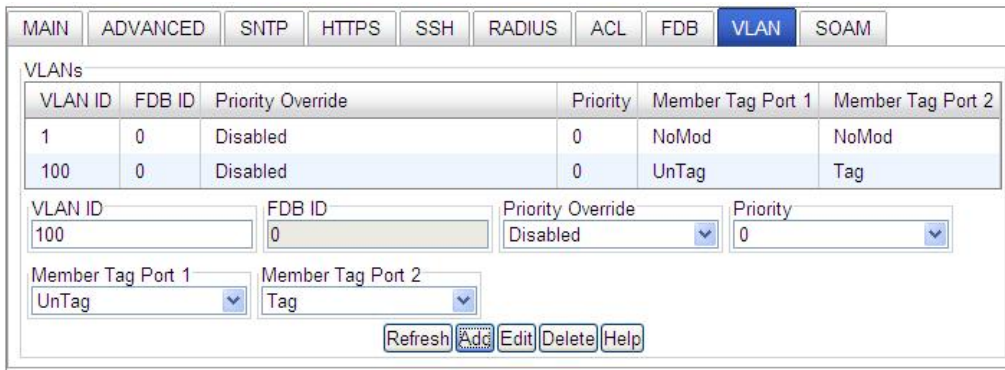 MAIN ADVANCED SNTP HTTPS SSH RADIUS ACL FDB VLAN SOAM
VLANs
VLAN ID FDB ID Priority Override Priority Member Tag Port 1 Member Tag Port 2
1 0 Disabled 0 NoMod NoMod
100 0 Disabled 0 UnTag Tag
VLAN ID FDB ID Priority Override Priority
100 0 Disabled 0
Member Tag Port 1 Member Tag Port 2
UnTag Tag
Refresh Add Edit Delete Help